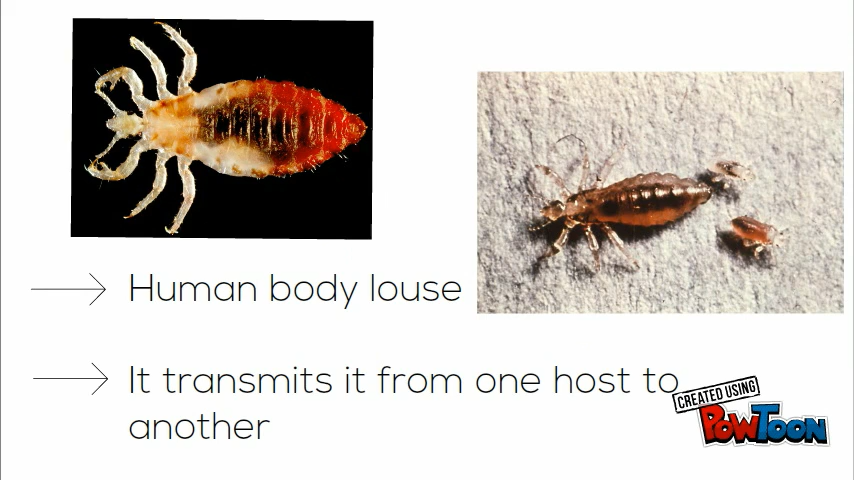 Human body louse
It transmits it from one host to
another
CREATED USING
POWTOON